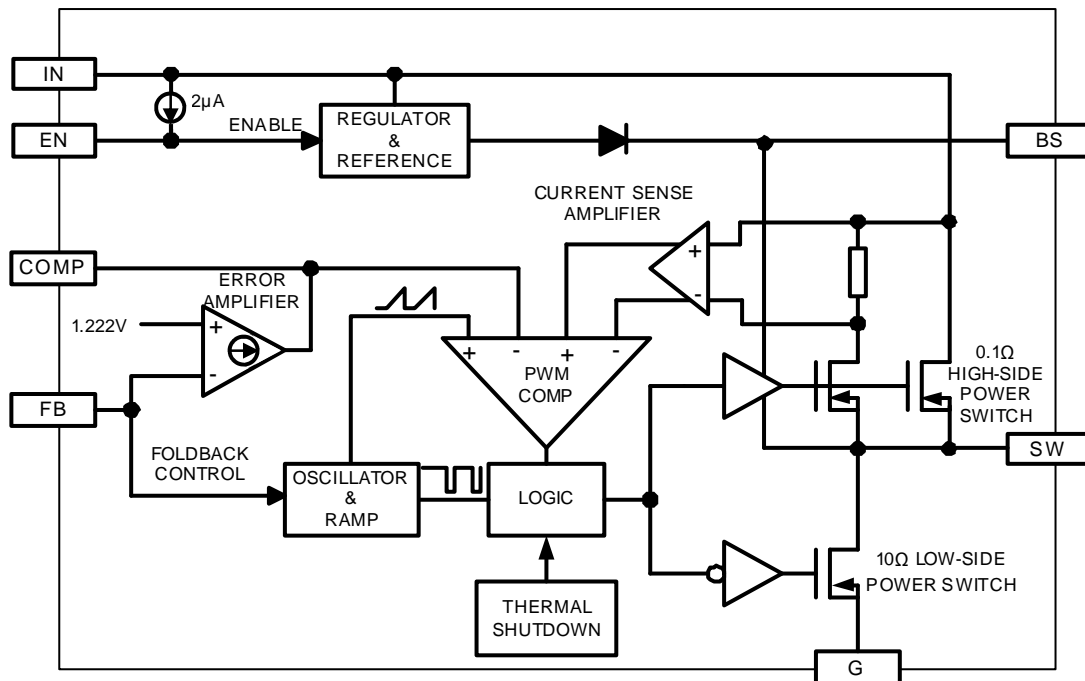 IN
2µA
EN
ENABLE
REGULATOR
&
REFERENCE
BS
CURRENT SENSE
AMPLIFIER
COMP
ERROR
AMPLIFIER
1.222V
+
-
+
-
+
-
+
-
PWM
COMP
0.1Ω
HIGH-SIDE
POWER
SWITCH
FB
SW
FOLDBACK
CONTROL
OSCILLATOR
&
RAMP
LOGIC
10Ω LOW-SIDE
POWER SWITCH
THERMAL
SHUTDOWN
G